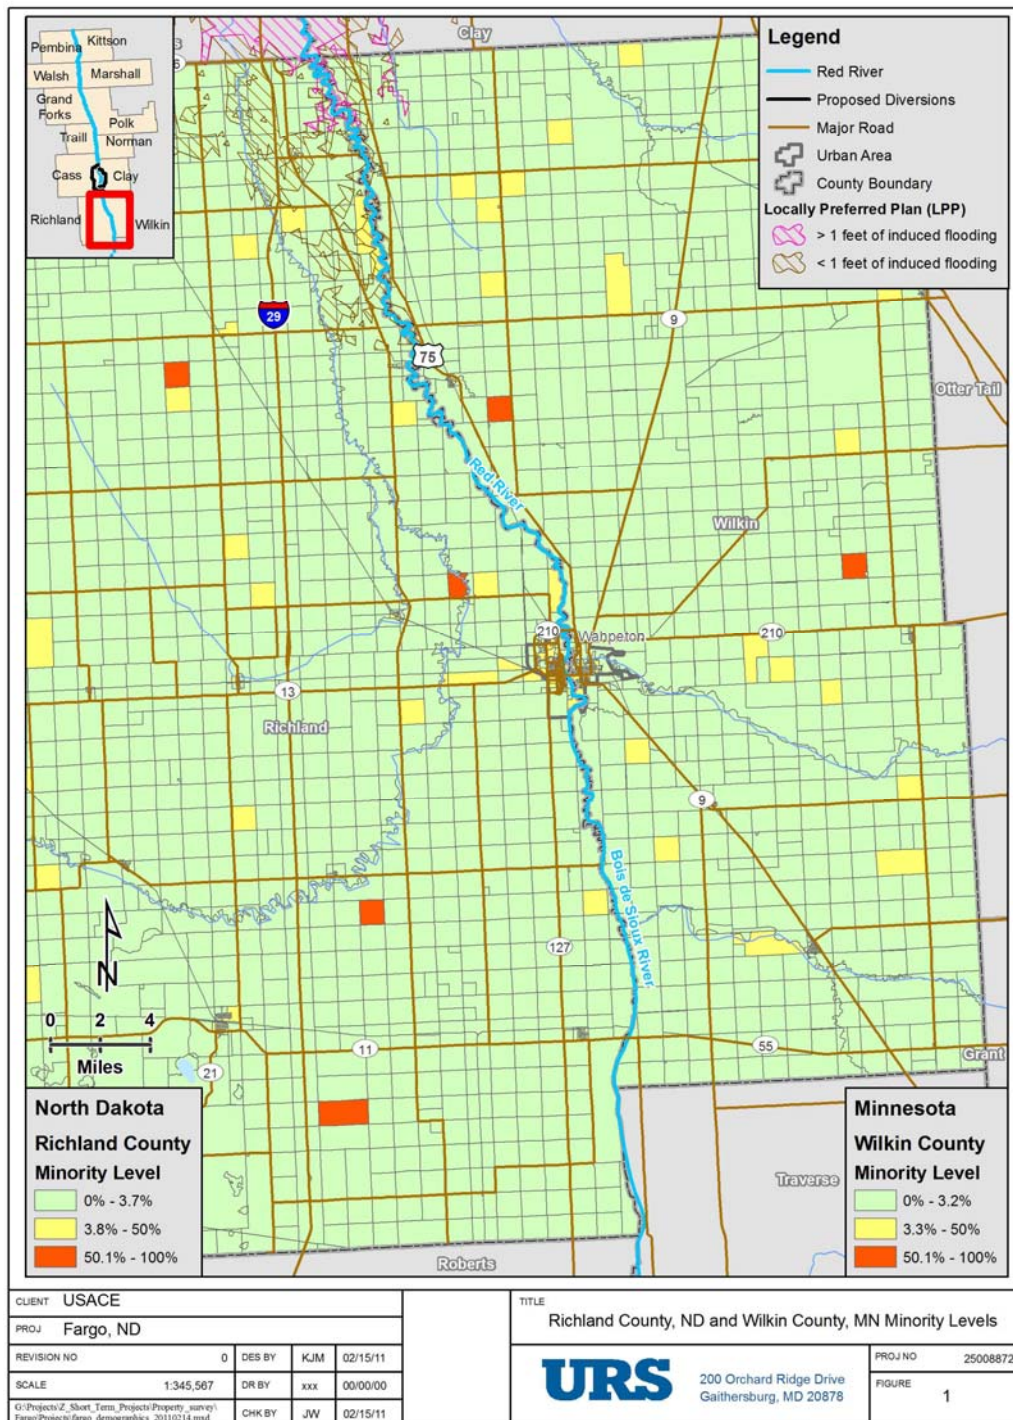 Clay
Pembina
Kittson
Walsh
Marshall
Grand
Forks
Polk
Traill
Norman
Cass
Clay
Richland
Wilkin
Legend
Red River
Proposed Diversions
Major Road
Urban Area
County Boundary
Locally Preferred Plan (LPP)
> 1 feet of induced flooding
< 1 feet of induced flooding
29
9
75
Otter Tail
Red River
Wilkin
210
Wahpeton
210
13
Richland
9
Bois de Sioux River
127
N
0 2 4
Miles
11
55
Grant
21
North Dakota
Richland County
Minority Level
0% - 3.7%
3.8% - 50%
50.1% - 100%
Minnesota
Wilkin County
Minority Level
0% - 3.2%
3.3% - 50%
50.1% - 100%
Traverse
Roberts
CLIENT USACE
PROJ Fargo, ND
REVISION NO 0 DES BY KJM 02/15/11
SCALE 1:345,567 DR BY xxx 00/00/00
G:\Projects\Z_Short_Term_Projects\Property_survey\
Fargo\Projects\fargo_demographics_20110214.mxd
CHK BY JW 02/15/11
TITLE
Richland County, ND and Wilkin County, MN Minority Levels
URS
200 Orchard Ridge Drive
Gaithersburg, MD 20878
PROJ NO 25008872
FIGURE
1